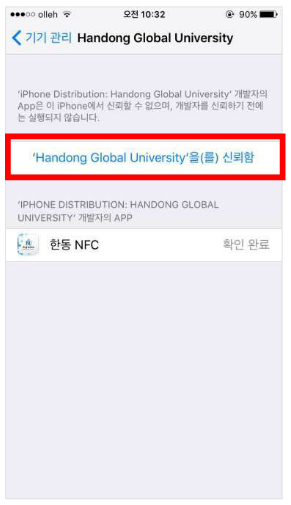 olleh 오전 10:32 90%
기기 관리 Handong Global University
'iPhone Distribution: Handong Global University' 개발자의
App은 이 iPhone에서 신뢰할 수 없으며, 개발자를 신뢰하기 전에
는 실행되지 않습니다.
'Handong Global University'을(를) 신뢰함
'IPHONE DISTRIBUTION: HANDONG GLOBAL
UNIVERSITY' 개발자의 APP
한동 NFC 확인 완료